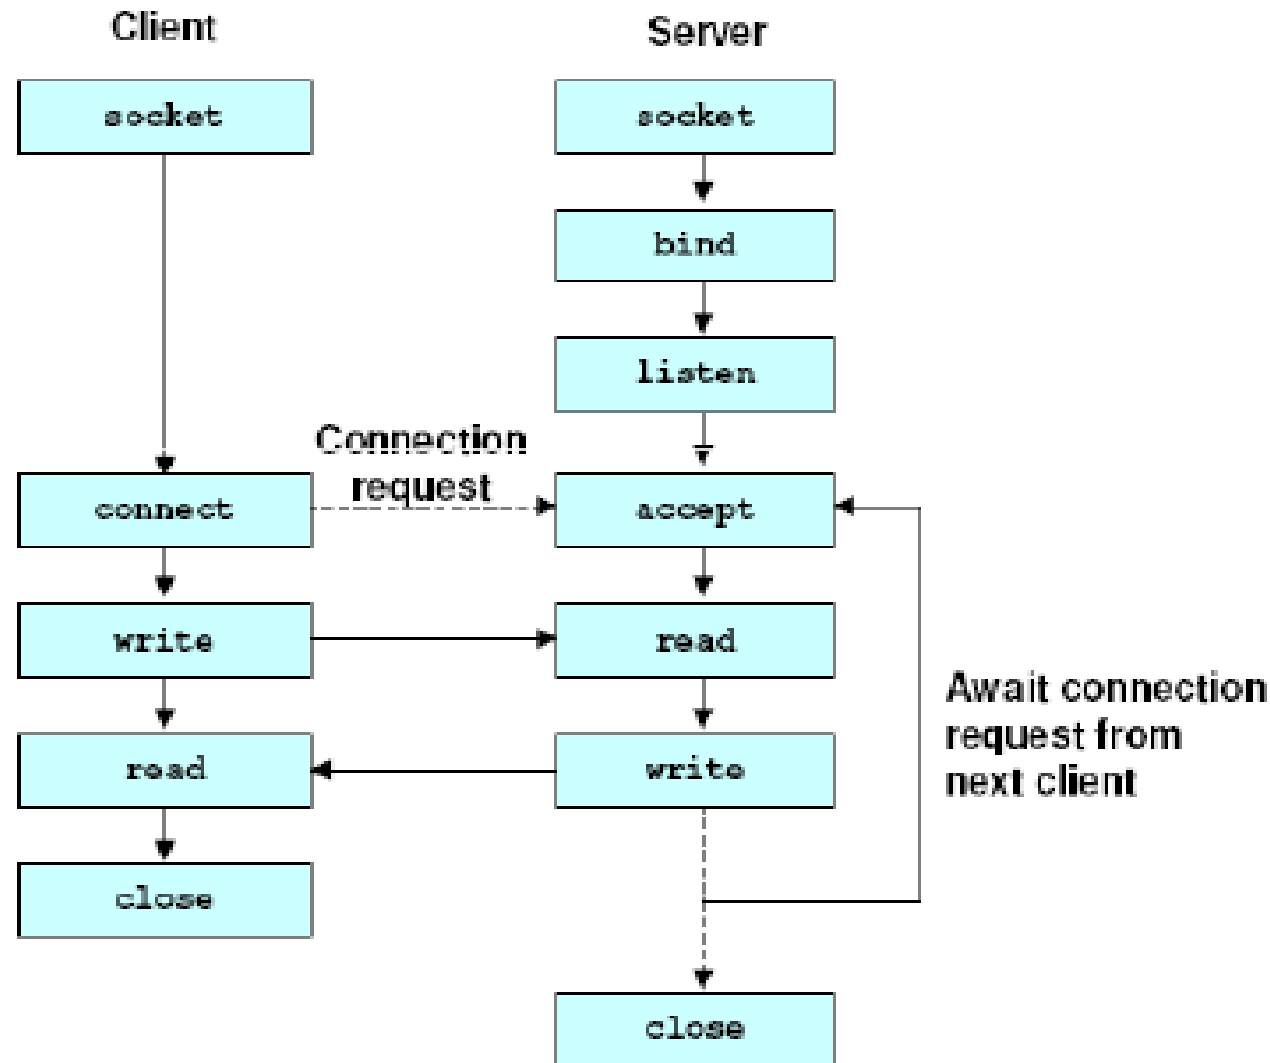 Client
Server
socket
socket
bind
listen
Connection
request
connect
accept
write
read
read
write
Await connection
request from
next client
close
close